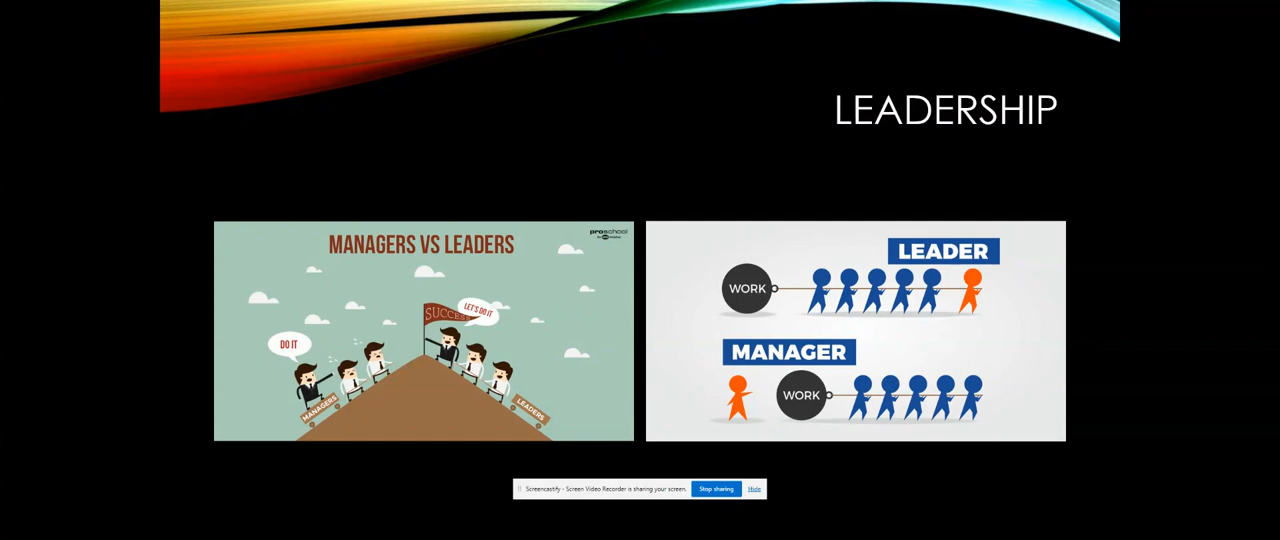 LEADERSHIP
MANAGERS VS LEADERS
proschool
DO IT
LET'S DO IT
SUCCESS
MANAGERS
LEADERS
LEADER
WORK
MANAGER
WORK
Screencastify - Screen Video Recorder is sharing your screen. Stop sharing Hide